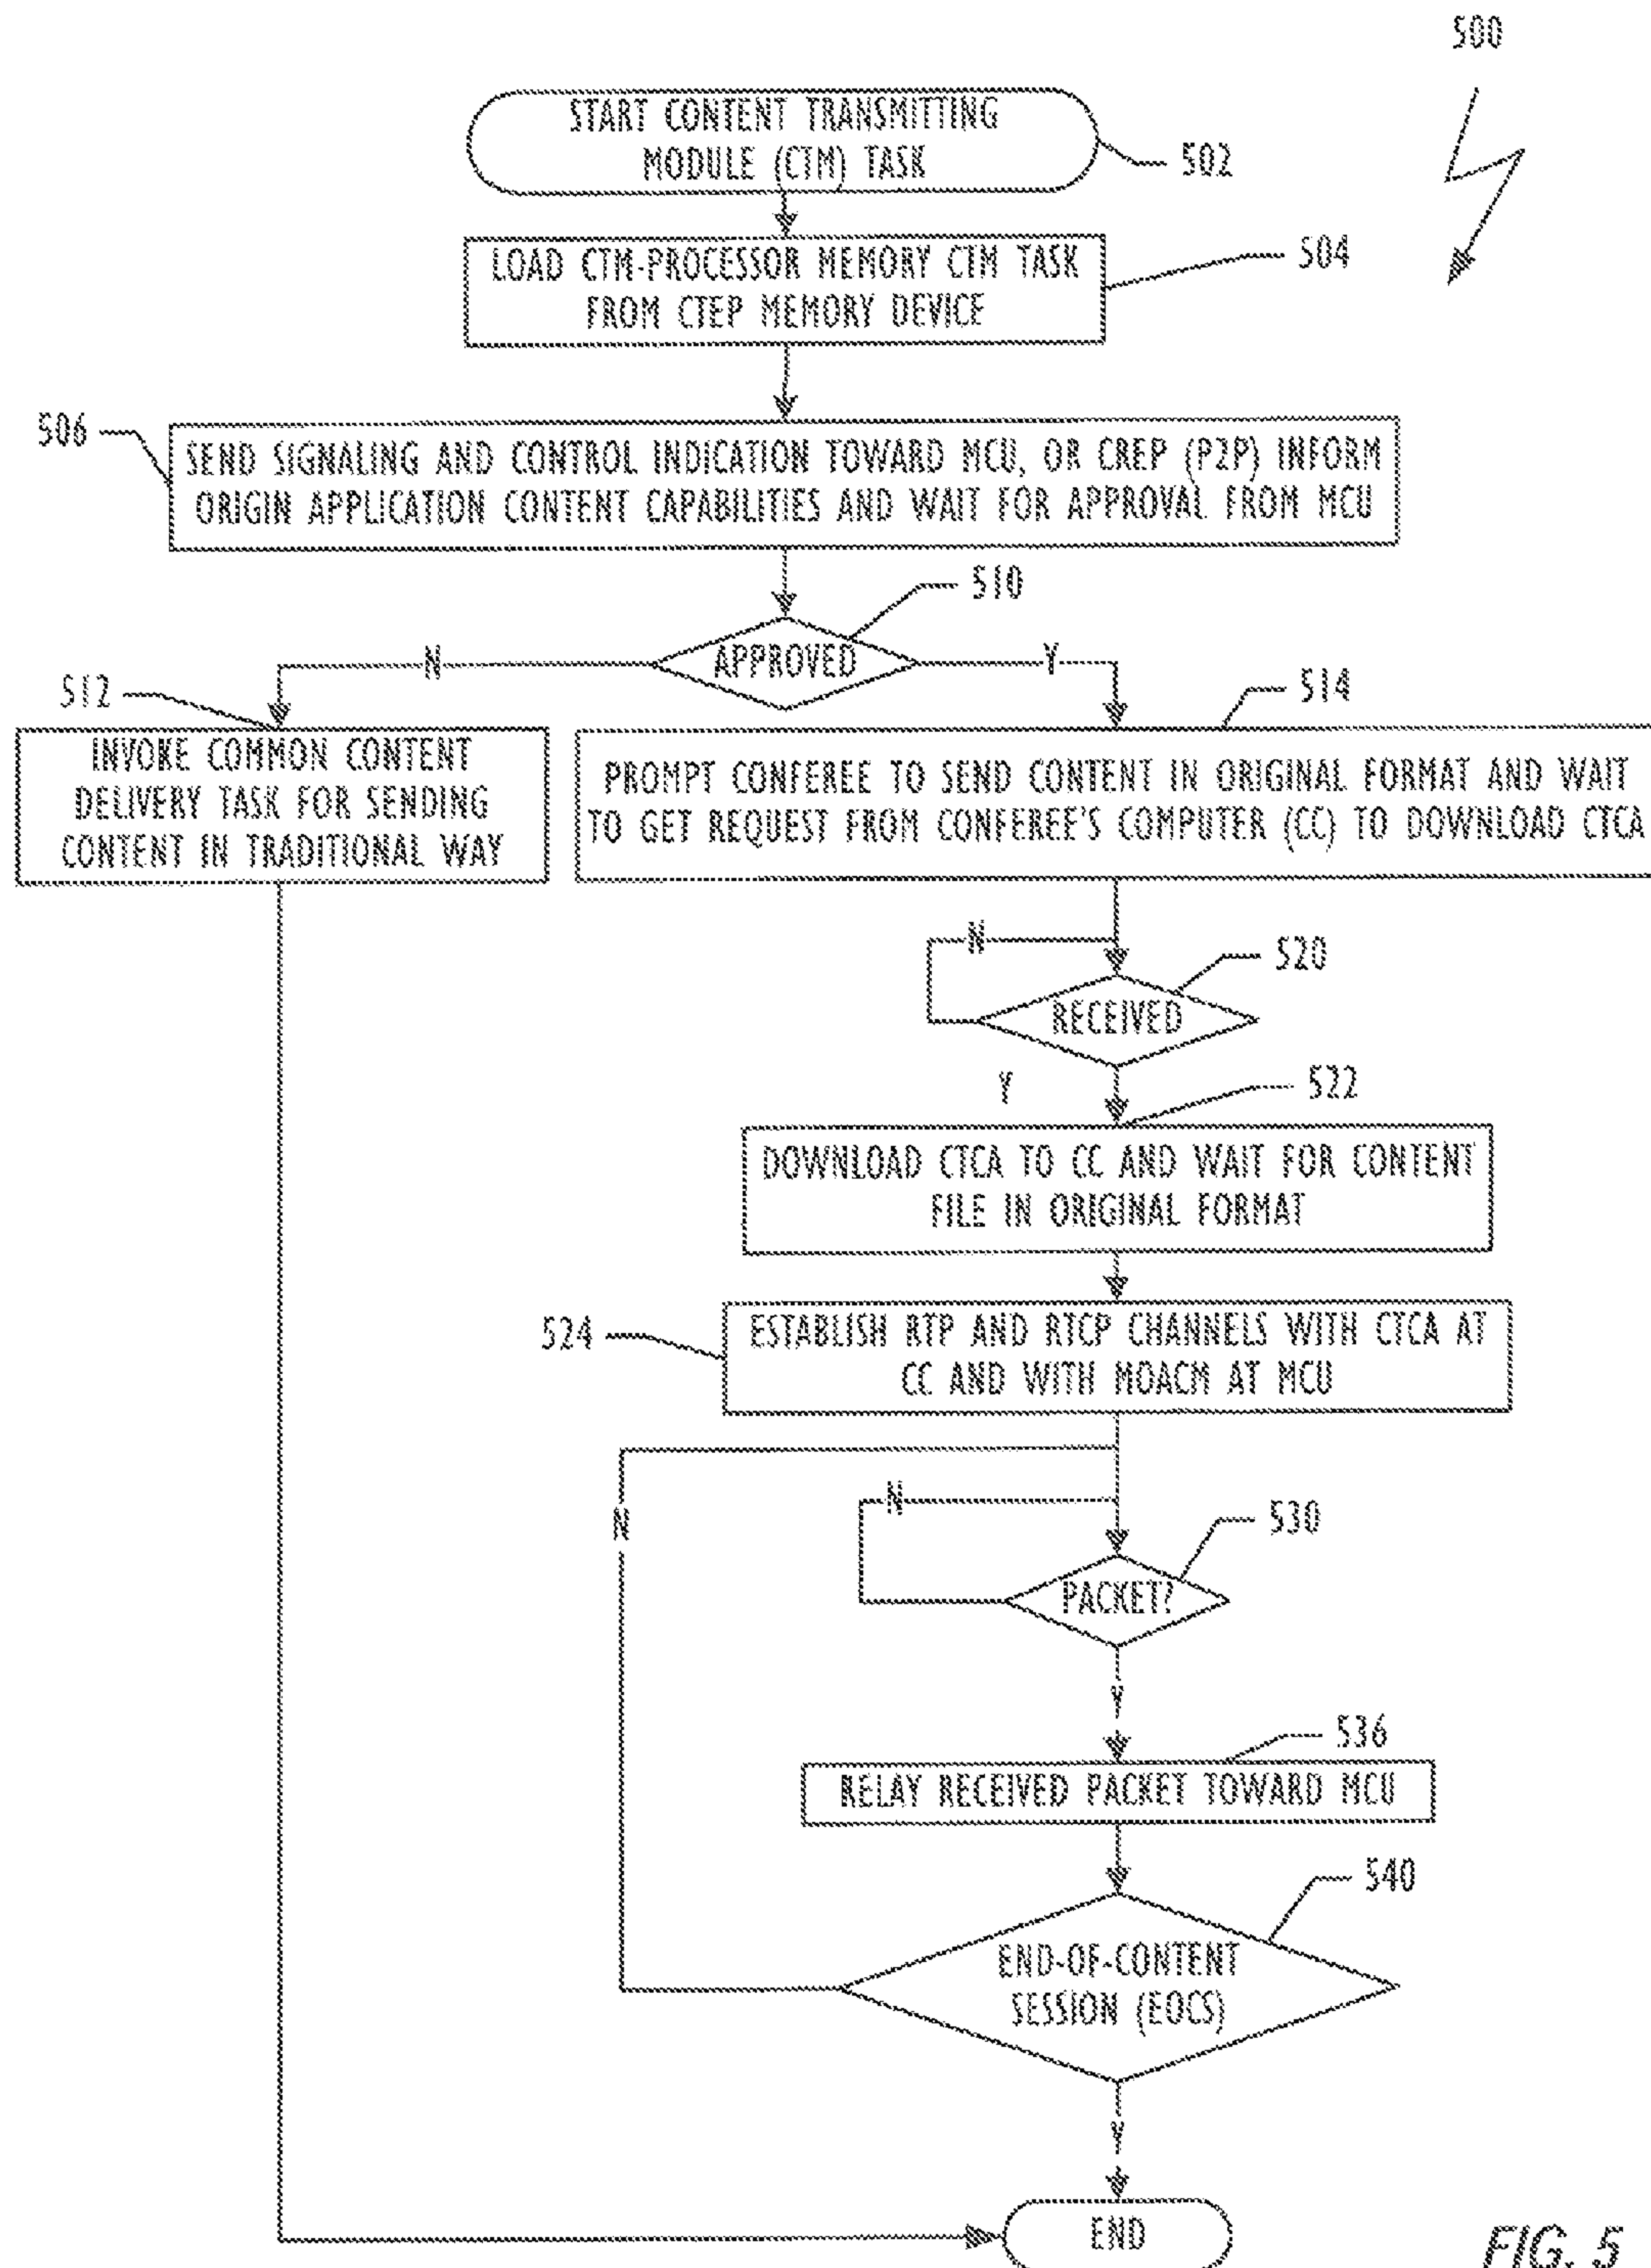 500
START CONTENT TRANSMITTING
MODULE (CTM) TASK
502
LOAD CTM-PROCESSOR MEMORY CTM TASK
FROM CTEP MEMORY DEVICE
504
506
SEND SIGNALING AND CONTROL INDICATION TOWARD MCU, OR CREP (P2P) INFORM
ORIGIN APPLICATION CONTENT CAPABILITIES AND WAIT FOR APPROVAL FROM MCU
510
N
APPROVED
Y
512
514
INVOKE COMMON CONTENT
DELIVERY TASK FOR SENDING
CONTENT IN TRADITIONAL WAY
PROMPT CONFEREE TO SEND CONTENT IN ORIGINAL FORMAT AND WAIT
TO GET REQUEST FROM CONFEREE'S COMPUTER (CC) TO DOWNLOAD CTCA
N
520
RECEIVED
Y
522
DOWNLOAD CTCA TO CC AND WAIT FOR CONTENT
FILE IN ORIGINAL FORMAT
524
ESTABLISH RTP AND RTCP CHANNELS WITH CTCA AT
CC AND WITH MOACM AT MCU
N
N
530
PACKET?
Y
536
RELAY RECEIVED PACKET TOWARD MCU
540
END-OF-CONTENT
SESSION (EOCS)
Y
END
FIG. 5